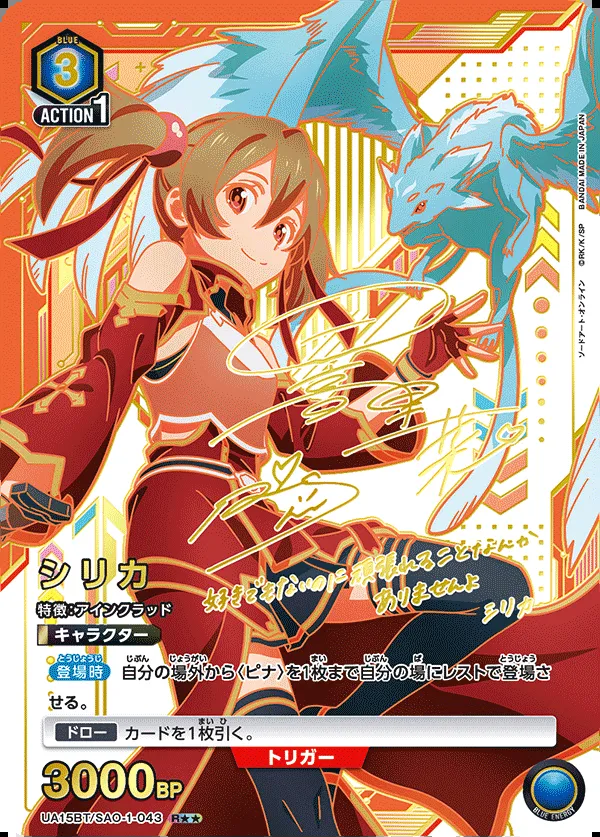 BLUE
3
ACTION 1
BANDAI MADE IN JAPAN
©RK/K/SP
ソードアート・オンライン
好きでもないのに頑張れることなんか
ありませんよ
シリカ
シリカ
特徴:アインクラッド
キャラクター
登場時 自分の場外から〈ピナ〉を1枚まで自分の場にレストで登場さ
せる。
ドロー カードを1枚引く。
トリガー
3000BP
BLUE ENERGY
UA15BT/SAO-1-043 R★★